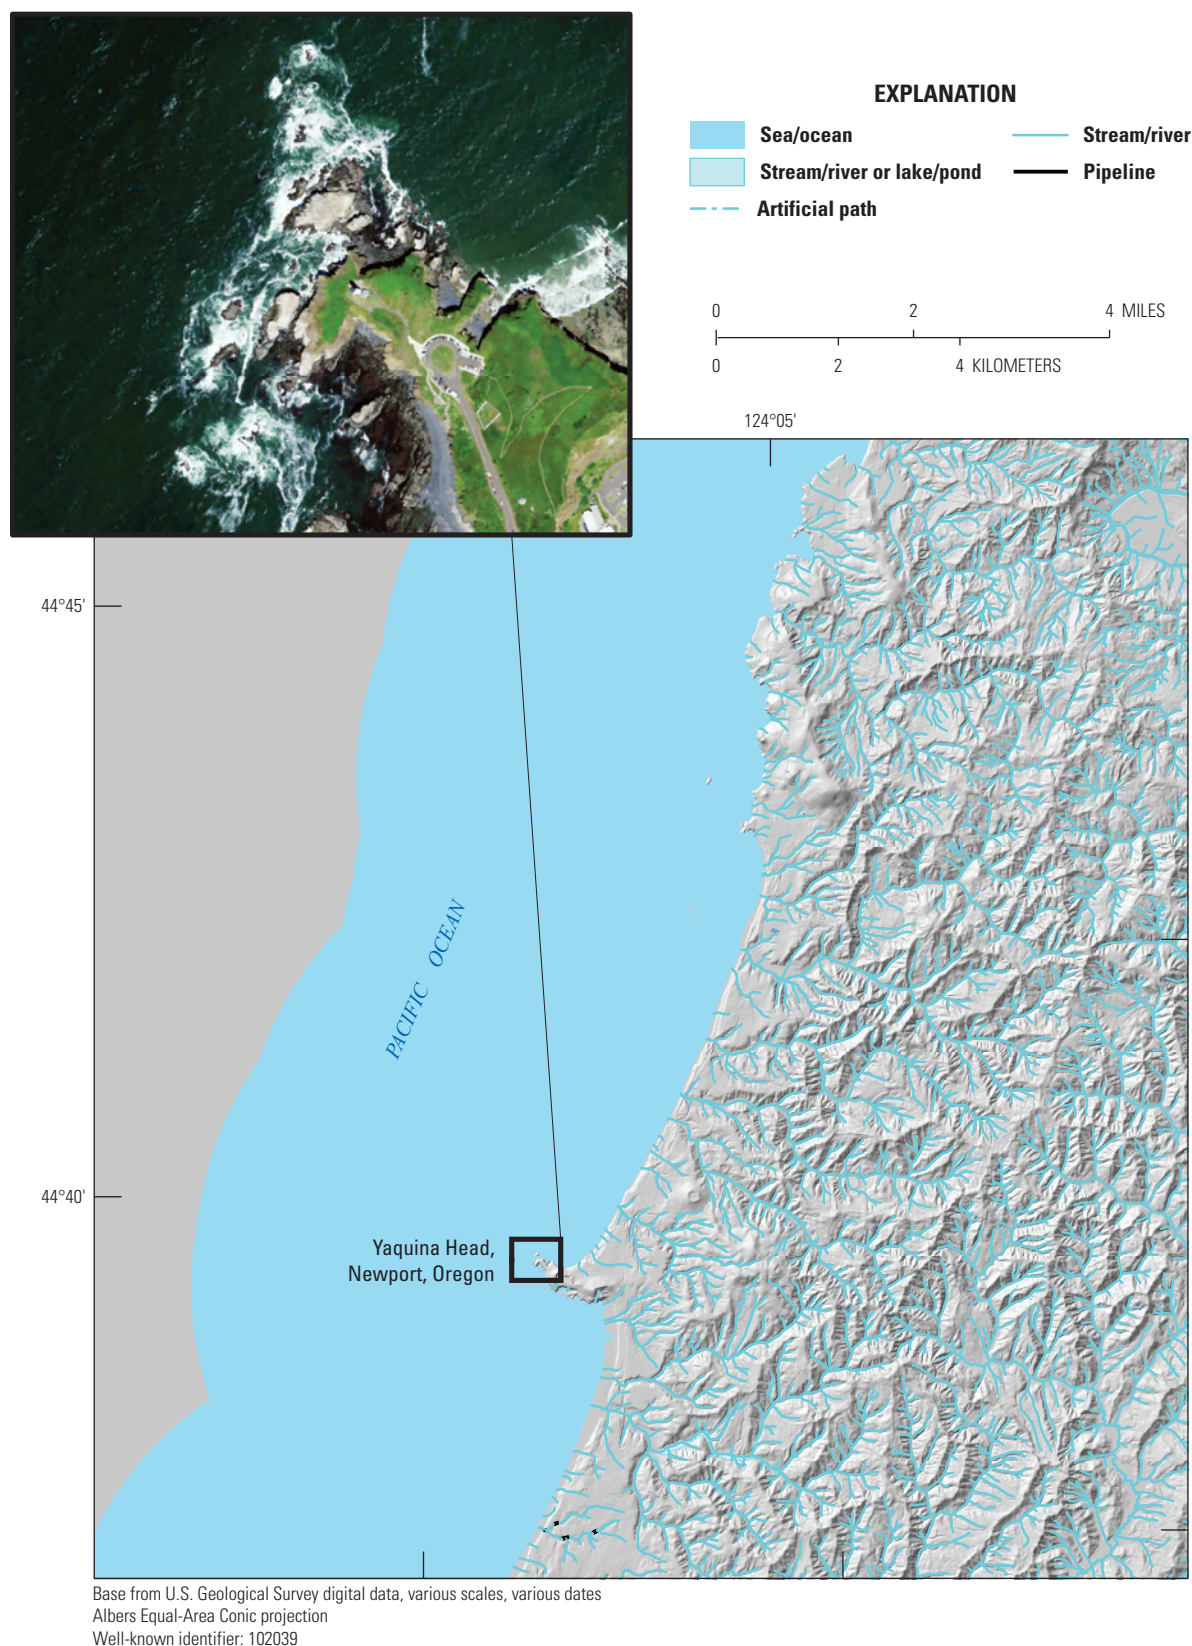 EXPLANATION
Sea/ocean
Stream/river
Stream/river or lake/pond
Pipeline
Artificial path
0 2 4 MILES
0 2 4 KILOMETERS
124°05'
44°45'
PACIFIC OCEAN
44°40'
Yaquina Head,
Newport, Oregon
Base from U.S. Geological Survey digital data, various scales, various dates
Albers Equal-Area Conic projection
Well-known identifier: 102039